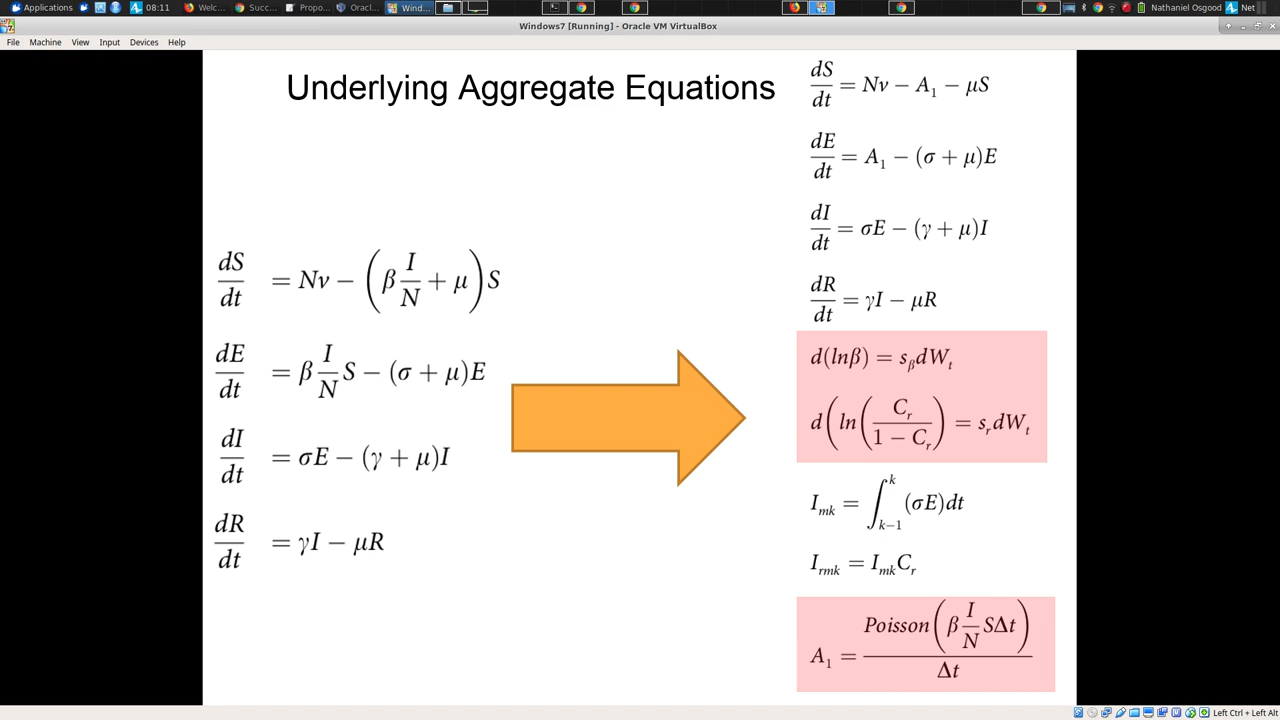 Applications
08:11
Welc...
Succ...
Propo...
Oracl...
Wind...
Nathaniel Osgood
Net
Windows7 [Running] - Oracle VM VirtualBox
File Machine View Input Devices Help
Underlying Aggregate Equations
dS/dt = Nν − (β I/N + μ)S
dE/dt = β I/N S − (σ + μ)E
dI/dt = σE − (γ + μ)I
dR/dt = γI − μR
dS/dt = Nν − A₁ − μS
dE/dt = A₁ − (σ + μ)E
dI/dt = σE − (γ + μ)I
dR/dt = γI − μR
d(lnβ) = s_β dW_t
d(ln(C_r/(1 − C_r)) = s_r dW_t
I_mk = ∫_{k−1}^{k} (σE)dt
I_rmk = I_mk C_r
A₁ = Poisson(β I/N SΔt)/Δt
Left Ctrl + Left Alt